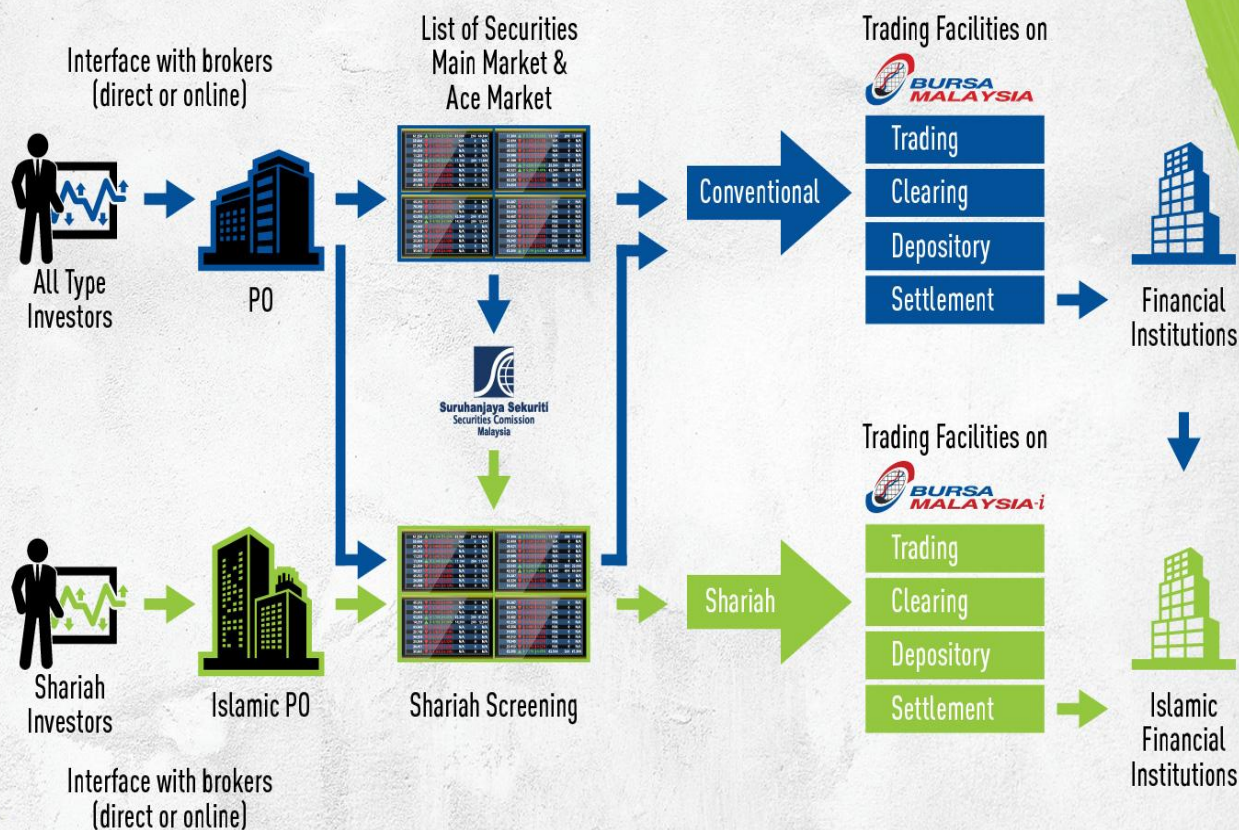 Interface with brokers
(direct or online)
All Type
Investors
PO
List of Securities
Main Market &
Ace Market
Suruhanjaya Sekuriti
Securities Comission
Malaysia
Conventional
Trading Facilities on
BURSA
MALAYSIA
Trading
Clearing
Depository
Settlement
Financial
Institutions
Shariah
Investors
Interface with brokers
(direct or online)
Islamic PO
Shariah Screening
Shariah
Trading Facilities on
BURSA
MALAYSIA-i
Trading
Clearing
Depository
Settlement
Islamic
Financial
Institutions